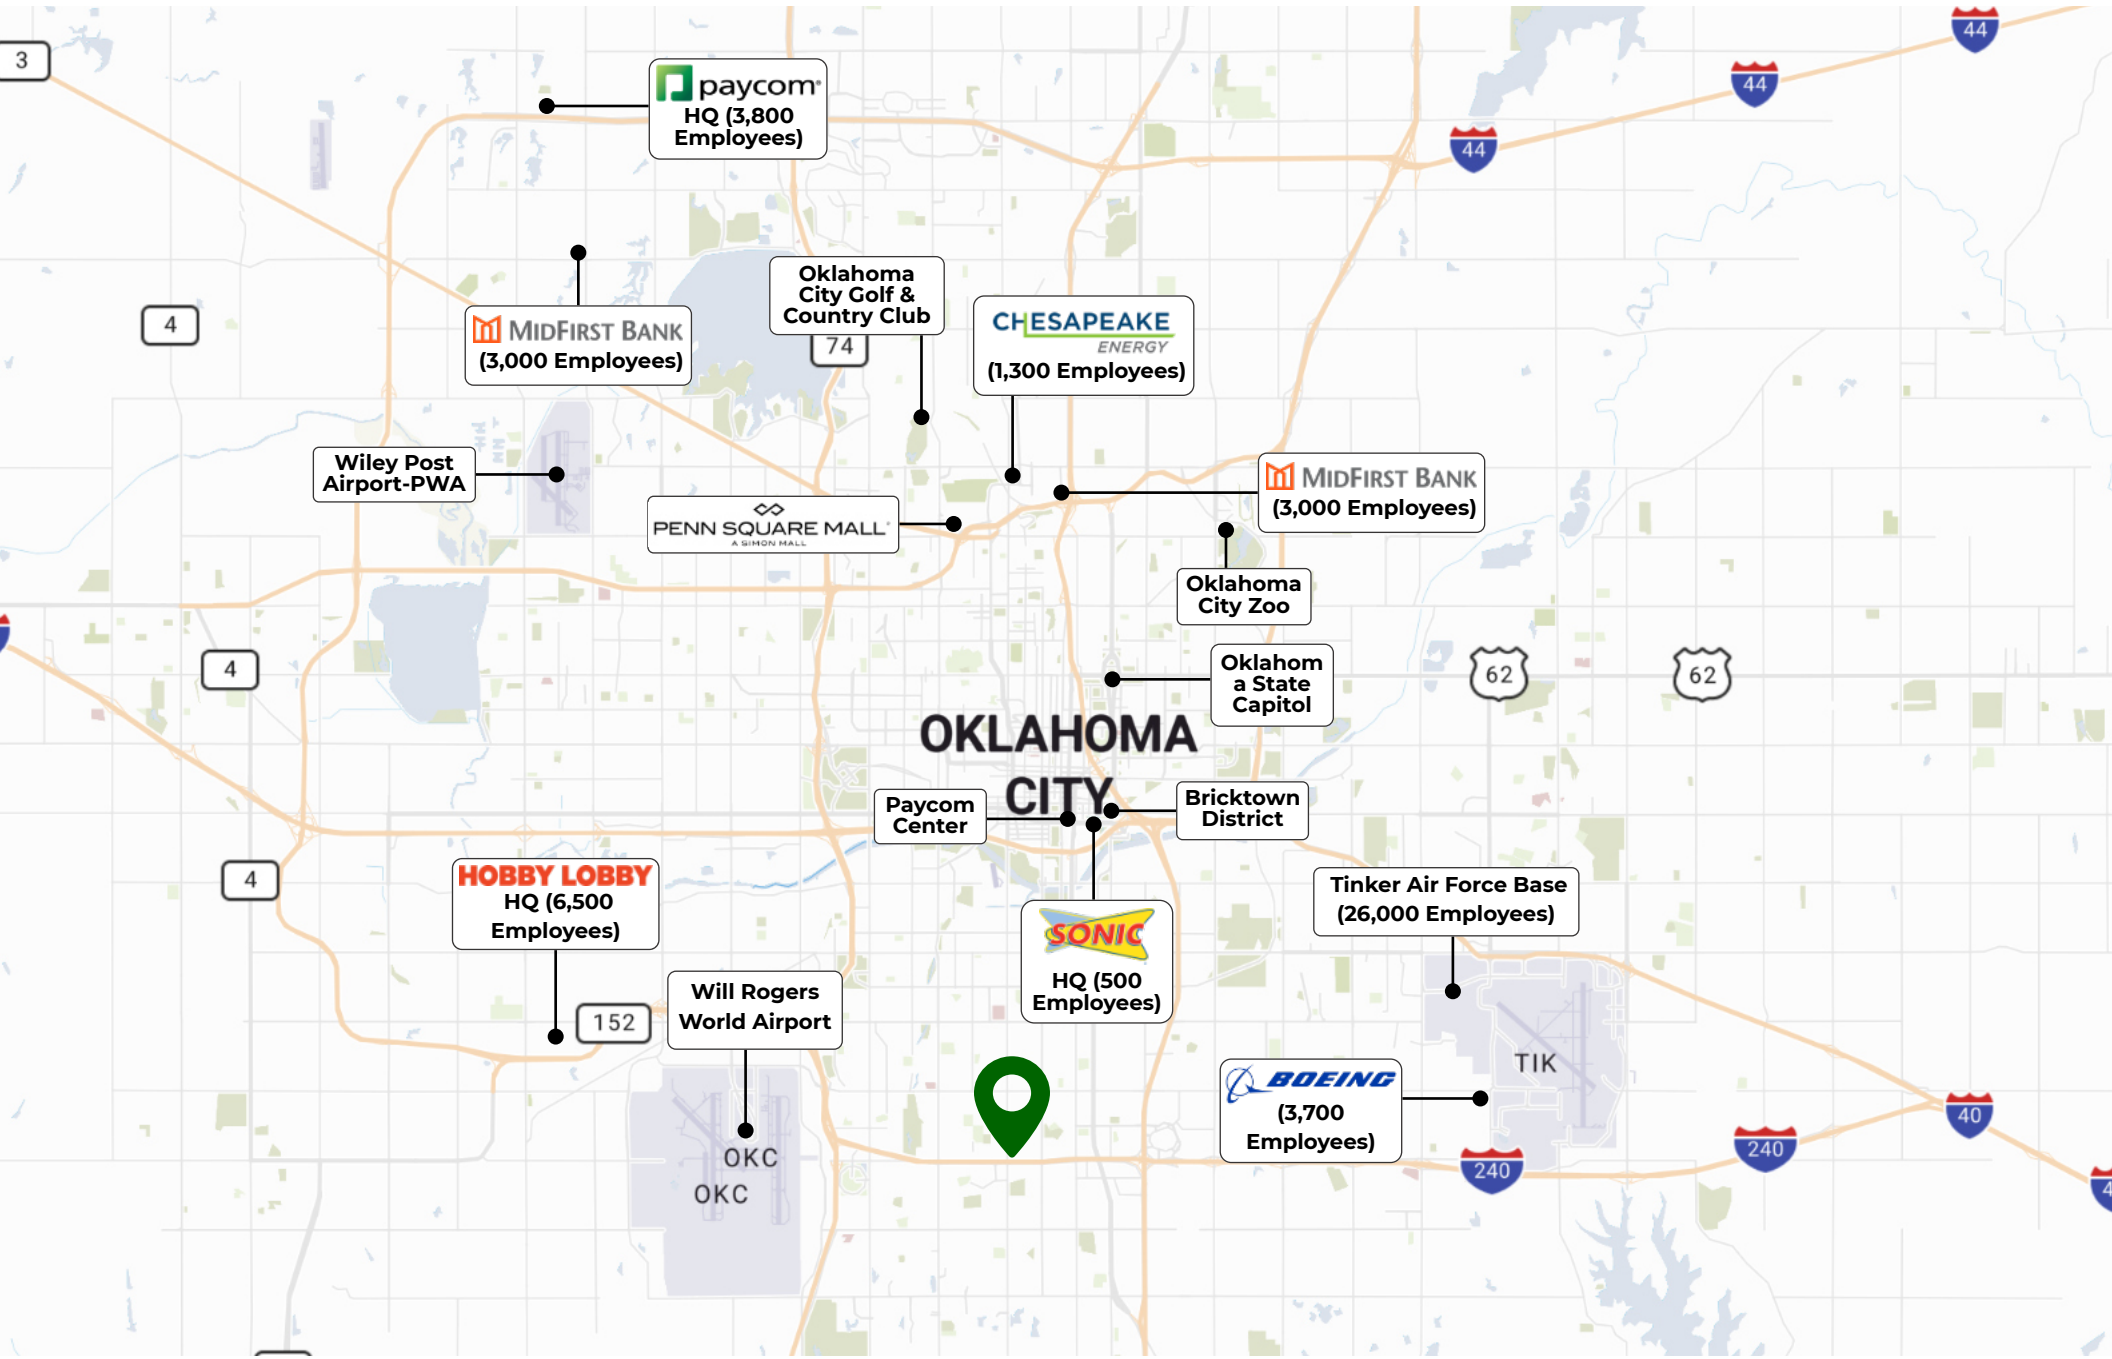 3
44
44
44
paycom
HQ (3,800
Employees)
4
MIDFIRST BANK
(3,000 Employees)
Oklahoma
City Golf &
Country Club
74
CHESAPEAKE
ENERGY
(1,300 Employees)
Wiley Post
Airport-PWA
PENN SQUARE MALL
A SIMON MALL
MIDFIRST BANK
(3,000 Employees)
Oklahoma
City Zoo
4
Oklahom
a State
Capitol
62
62
OKLAHOMA
CITY
Paycom
Center
Bricktown
District
4
HOBBY LOBBY
HQ (6,500
Employees)
Tinker Air Force Base
(26,000 Employees)
SONIC
HQ (500
Employees)
152
Will Rogers
World Airport
TIK
BOEING
(3,700
Employees)
40
240
240
4
OKC
OKC